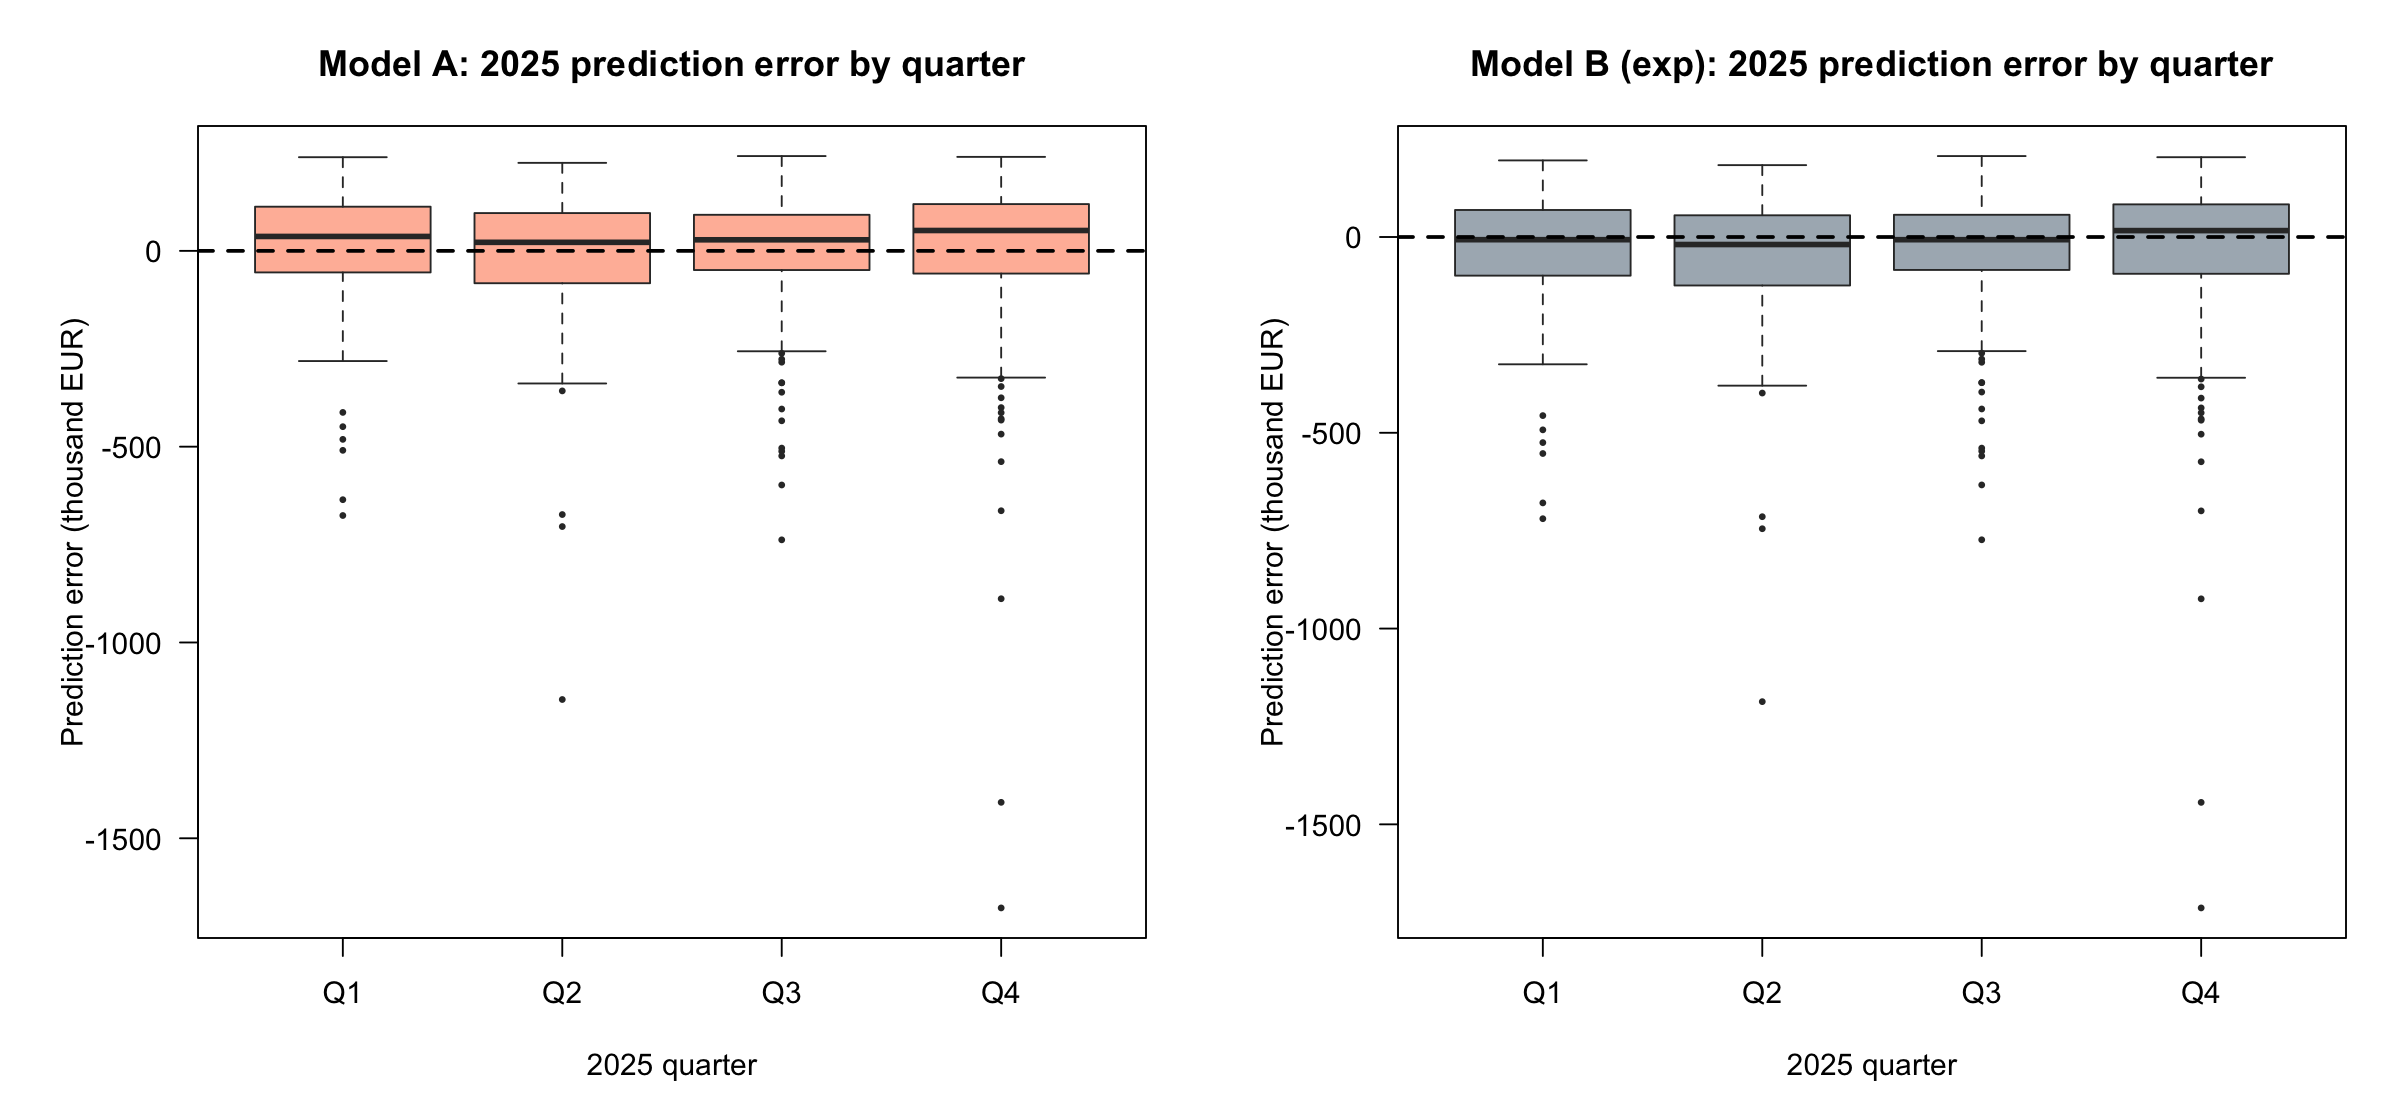 Model A: 2025 prediction error by quarter
Prediction error (thousand EUR)
0
-500
-1000
-1500
Q1 Q2 Q3 Q4
2025 quarter
Model B (exp): 2025 prediction error by quarter
Prediction error (thousand EUR)
0
-500
-1000
-1500
Q1 Q2 Q3 Q4
2025 quarter